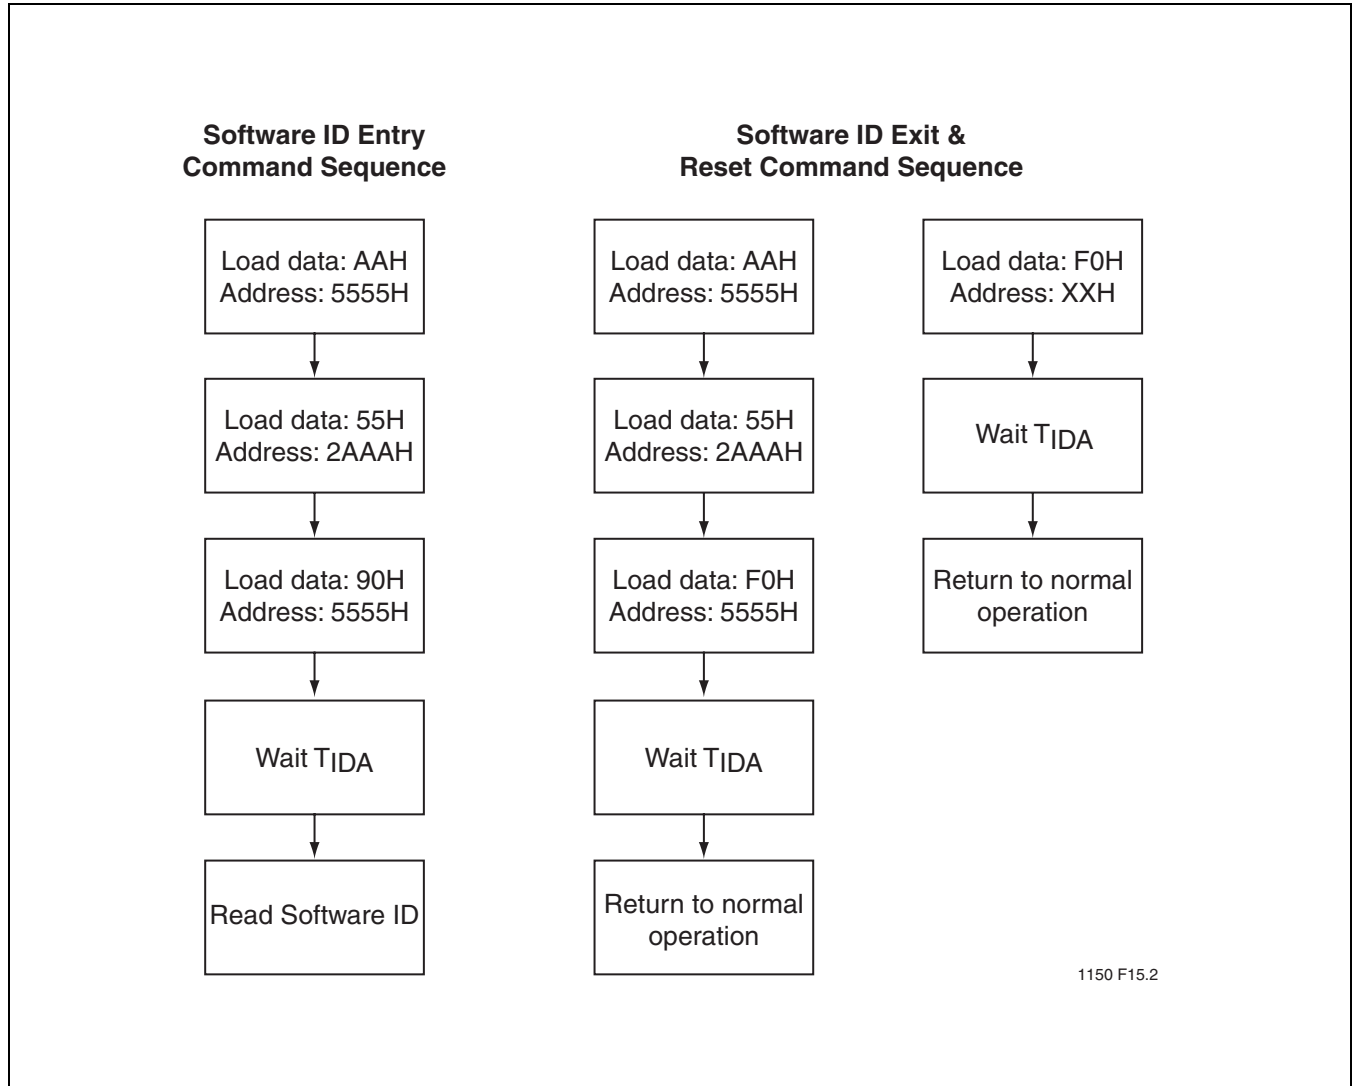 Software ID Entry
Command Sequence
Load data: AAH
Address: 5555H
Load data: 55H
Address: 2AAAH
Load data: 90H
Address: 5555H
Wait TIDA
Read Software ID
Software ID Exit &
Reset Command Sequence
Load data: AAH
Address: 5555H
Load data: 55H
Address: 2AAAH
Load data: F0H
Address: 5555H
Wait TIDA
Return to normal
operation
Load data: F0H
Address: XXH
Wait TIDA
Return to normal
operation
1150 F15.2